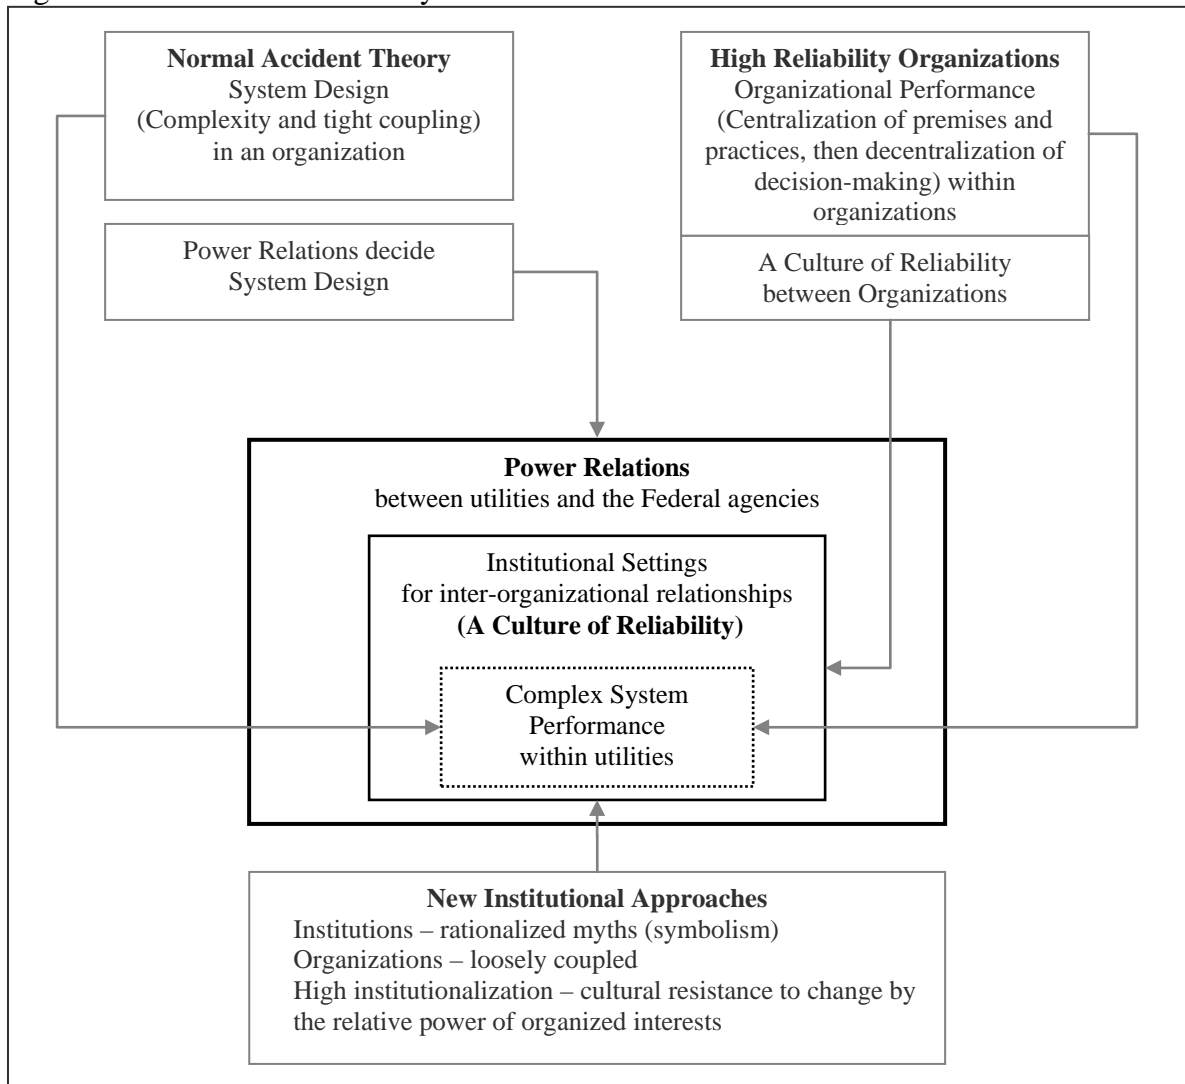 Normal Accident Theory
System Design
(Complexity and tight coupling)
in an organization
High Reliability Organizations
Organizational Performance
(Centralization of premises and
practices, then decentralization of
decision-making) within
organizations
Power Relations decide
System Design
A Culture of Reliability
between Organizations
Power Relations
between utilities and the Federal agencies
Institutional Settings
for inter-organizational relationships
(A Culture of Reliability)
Complex System
Performance
within utilities
New Institutional Approaches
Institutions – rationalized myths (symbolism)
Organizations – loosely coupled
High institutionalization – cultural resistance to change by
the relative power of organized interests